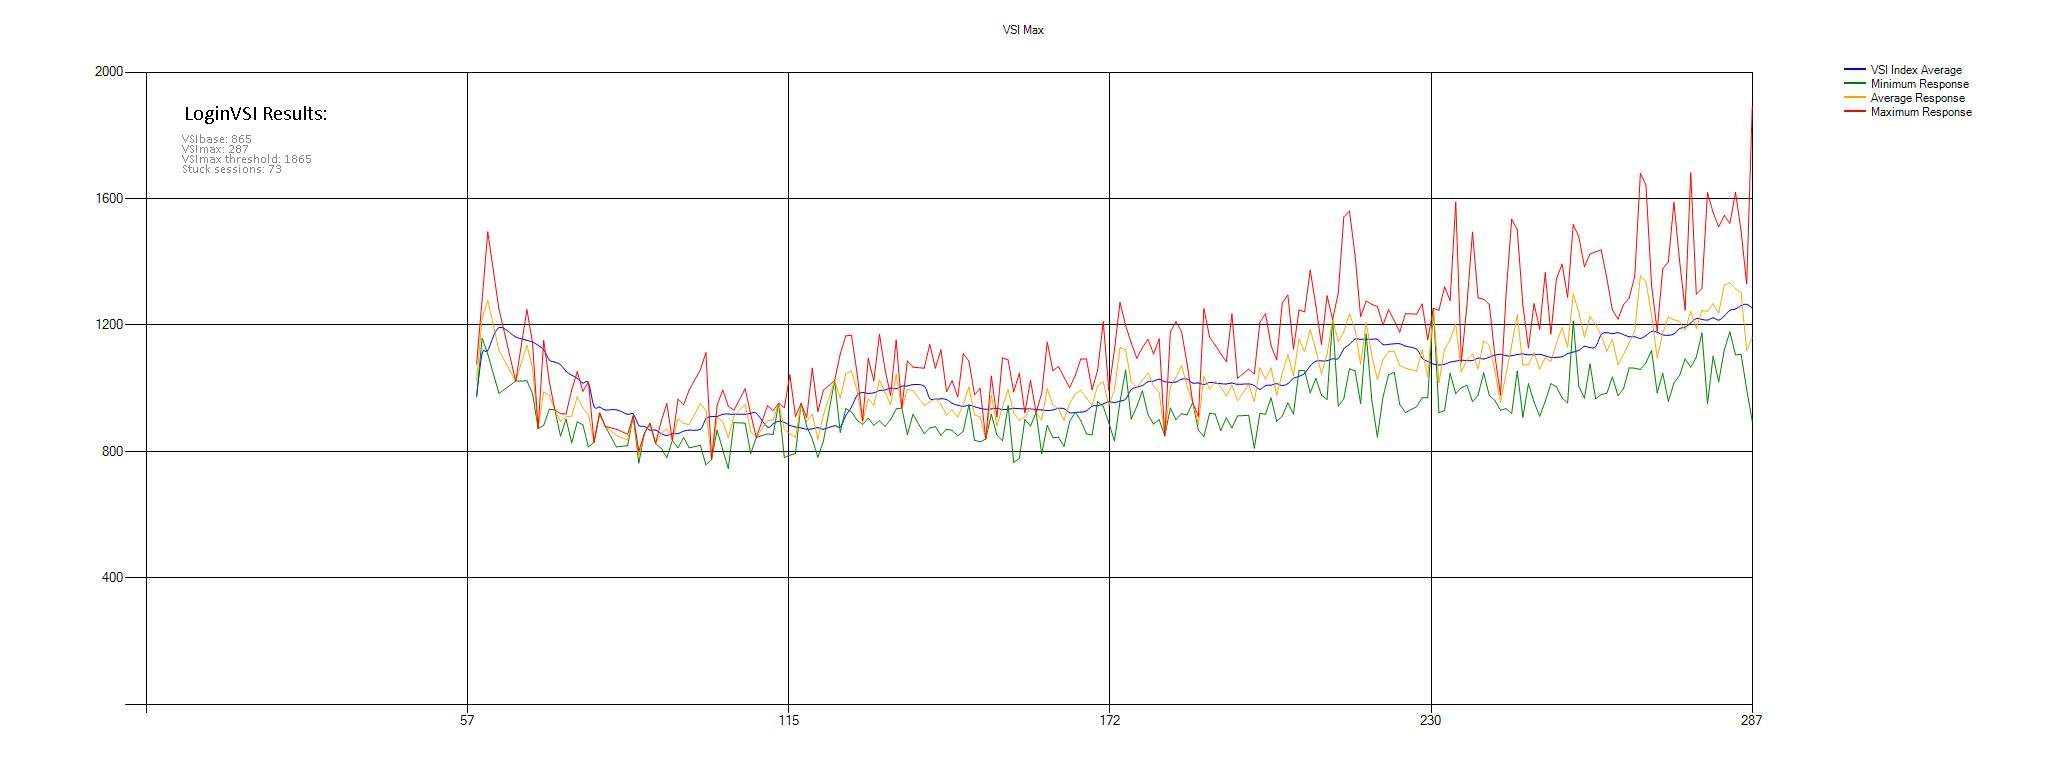 VSI Max
2000
1600
1200
800
400
57
115
172
230
287
LoginVSI Results:
VSIbase: 865
VSImax: 287
VSImax threshold: 1865
Stuck sessions: 73
VSI Index Average
Minimum Response
Average Response
Maximum Response